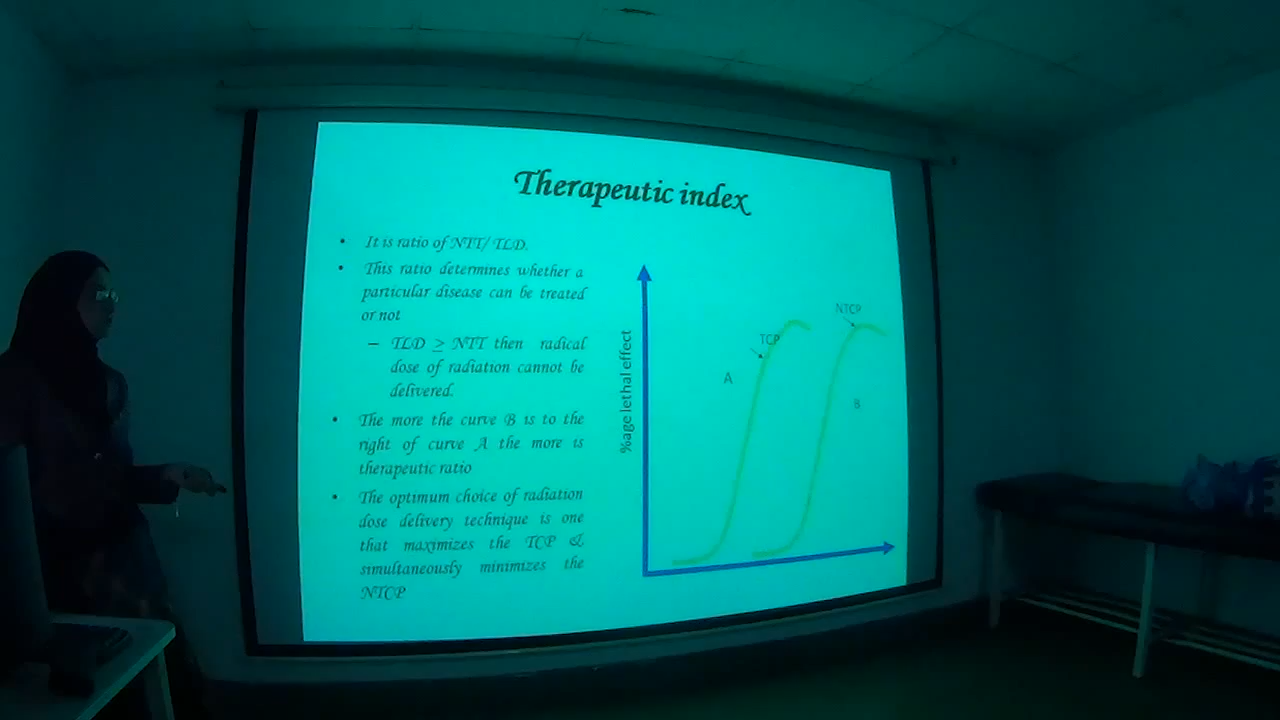 Therapeutic index
• It is ratio of NTT/ TLD.
• This ratio determines whether a
particular disease can be treated
or not
– TLD ≥ NTT then radical
dose of radiation cannot be
delivered.
• The more the curve B is to the
right of curve A the more is
therapeutic ratio
• The optimum choice of radiation
dose delivery technique is one
that maximizes the TCP &
simultaneously minimizes the
NTCP
%age lethal effect
NTCP
TCP
A
B